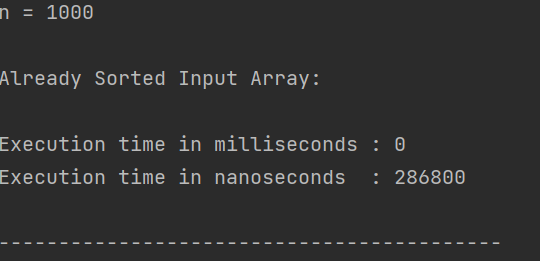 n = 1000
Already Sorted Input Array:
Execution time in milliseconds : 0
Execution time in nanoseconds  : 286800
------------------------------------------